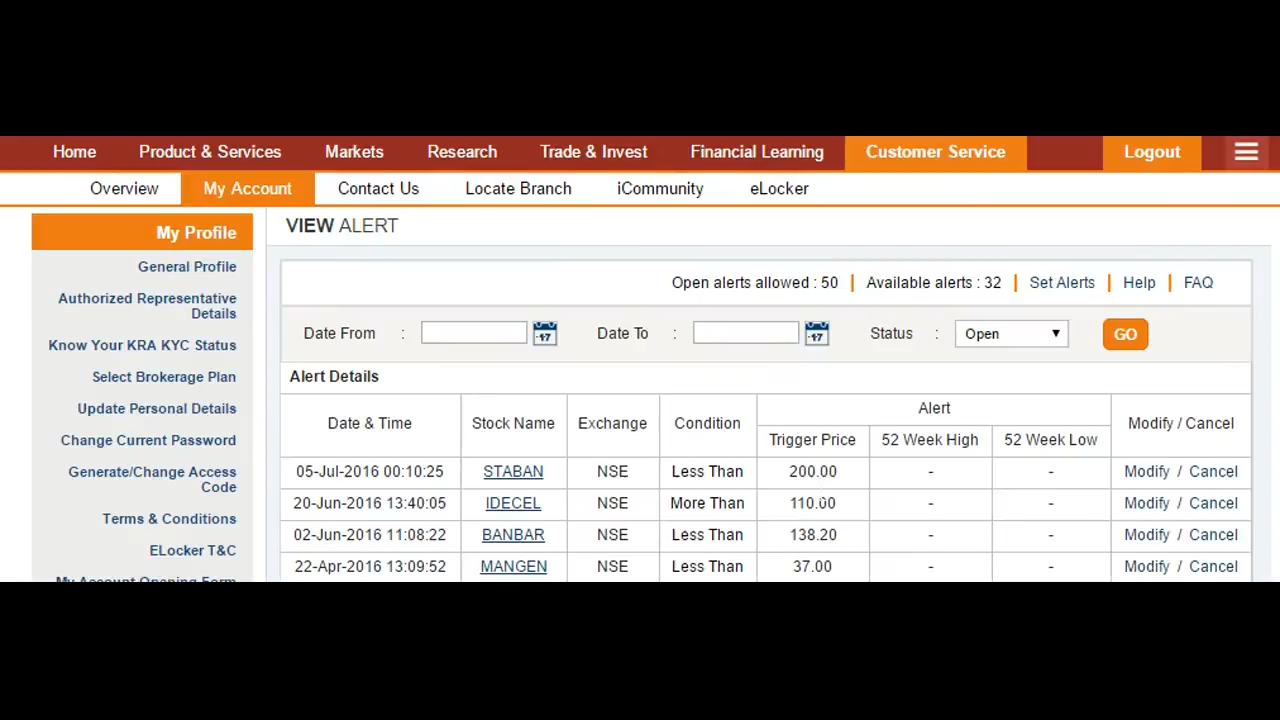 Home Product & Services Markets Research Trade & Invest Financial Learning Customer Service Logout
Overview My Account Contact Us Locate Branch iCommunity eLocker
My Profile
General Profile
Authorized Representative
Details
Know Your KRA KYC Status
Select Brokerage Plan
Update Personal Details
Change Current Password
Generate/Change Access
Code
Terms & Conditions
ELocker T&C
My Account Opening Form
VIEW ALERT
Open alerts allowed : 50 | Available alerts : 32 | Set Alerts | Help | FAQ
Date From : 17 Date To : 17 Status : Open GO
Alert Details
Date & Time Stock Name Exchange Condition Alert Modify / Cancel
Trigger Price 52 Week High 52 Week Low
05-Jul-2016 00:10:25 STABAN NSE Less Than 200.00 - - Modify / Cancel
20-Jun-2016 13:40:05 IDECEL NSE More Than 110.00 - - Modify / Cancel
02-Jun-2016 11:08:22 BANBAR NSE Less Than 138.20 - - Modify / Cancel
22-Apr-2016 13:09:52 MANGEN NSE Less Than 37.00 - - Modify / Cancel